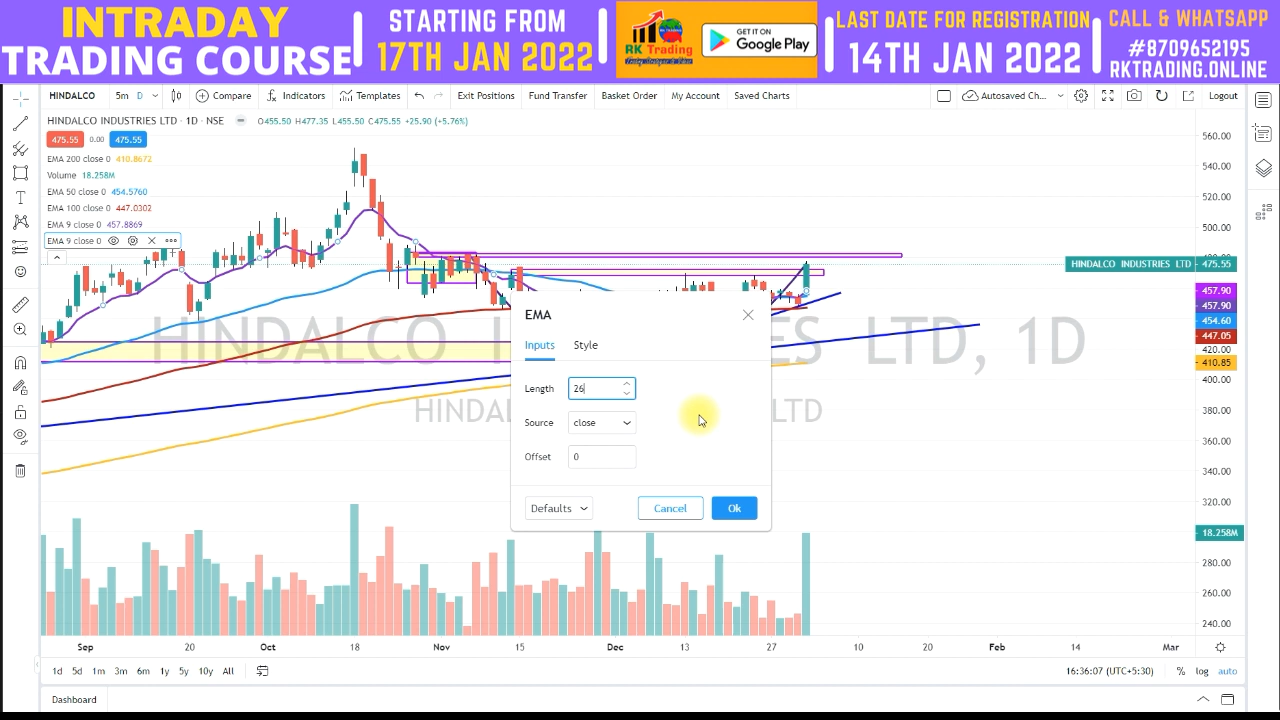 INTRADAY
TRADING COURSE
STARTING FROM
17TH JAN 2022
RK Trading
GET IT ON
Google Play
LAST DATE FOR REGISTRATION
14TH JAN 2022
CALL & WHATSAPP
#8709652195
RKTRADING.ONLINE
HINDALCO 5m D Compare Indicators Templates Exit Positions Fund Transfer Basket Order My Account Saved Charts Autosaved Ch... Logout
HINDALCO INDUSTRIES LTD · 1D · NSE O455.50 H477.35 L455.50 C475.55 +25.90 (+5.76%)
475.55 0.00 475.55
EMA 200 close 0 410.8672
Volume 18.258M
EMA 50 close 0 454.5760
EMA 100 close 0 447.0302
EMA 9 close 0 457.8869
EMA 9 close 0
560.00
540.00
520.00
500.00
480.00
HINDALCO INDUSTRIES LTD 475.55
457.90
457.90
454.60
447.05
420.00
410.85
400.00
380.00
360.00
340.00
320.00
18.258M
280.00
260.00
240.00
EMA
Inputs Style
Length 26
Source close
Offset 0
Defaults Cancel Ok
Sep 20 Oct 18 Nov 15 Dec 13 27 10 20 Feb 14 Mar
1d 5d 1m 3m 6m 1y 5y 10y All 16:36:07 (UTC+5:30) % log auto
Dashboard